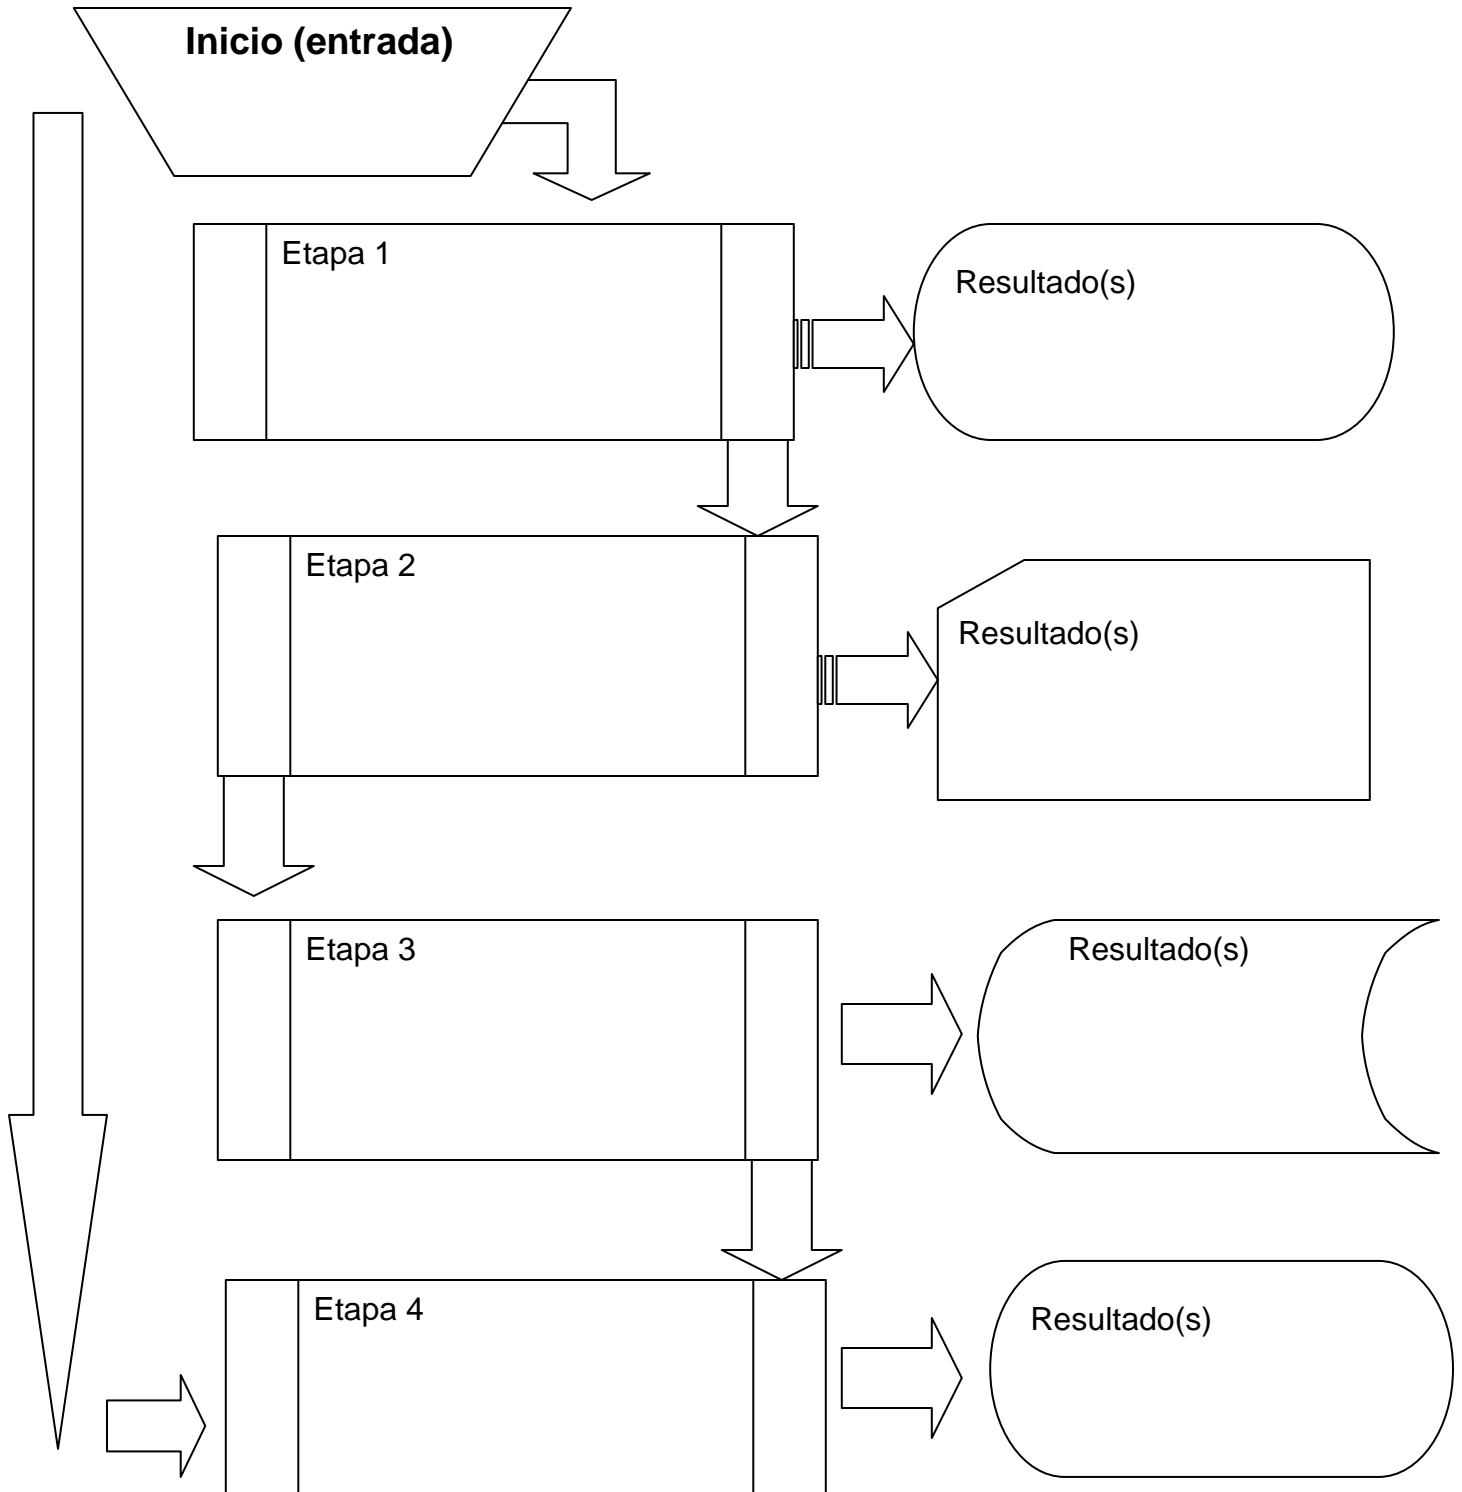 Inicio (entrada)
Etapa 1
Resultado(s)
Etapa 2
Resultado(s)
Etapa 3
Resultado(s)
Etapa 4
Resultado(s)